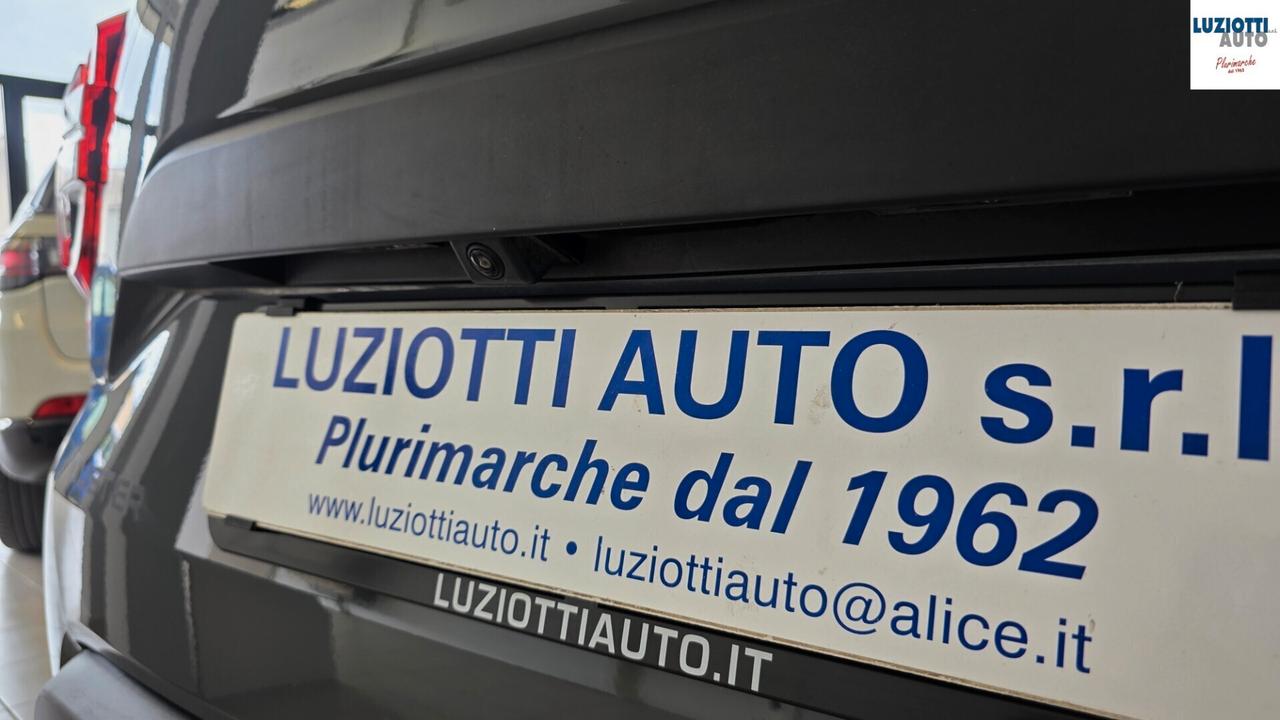 LUZIOTTI s.r.l.
AUTO
Plurimarche
dal 1962
LUZIOTTI AUTO s.r.l
Plurimarche dal 1962
www.luziottiauto.it • luziottiauto@alice.it
LUZIOTTIAUTO.IT